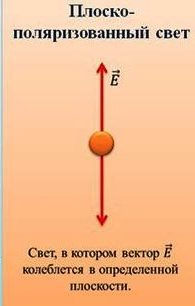 Плоско-
поляризованный свет
E⃗
Свет, в котором вектор E⃗
колеблется в определенной
плоскости.